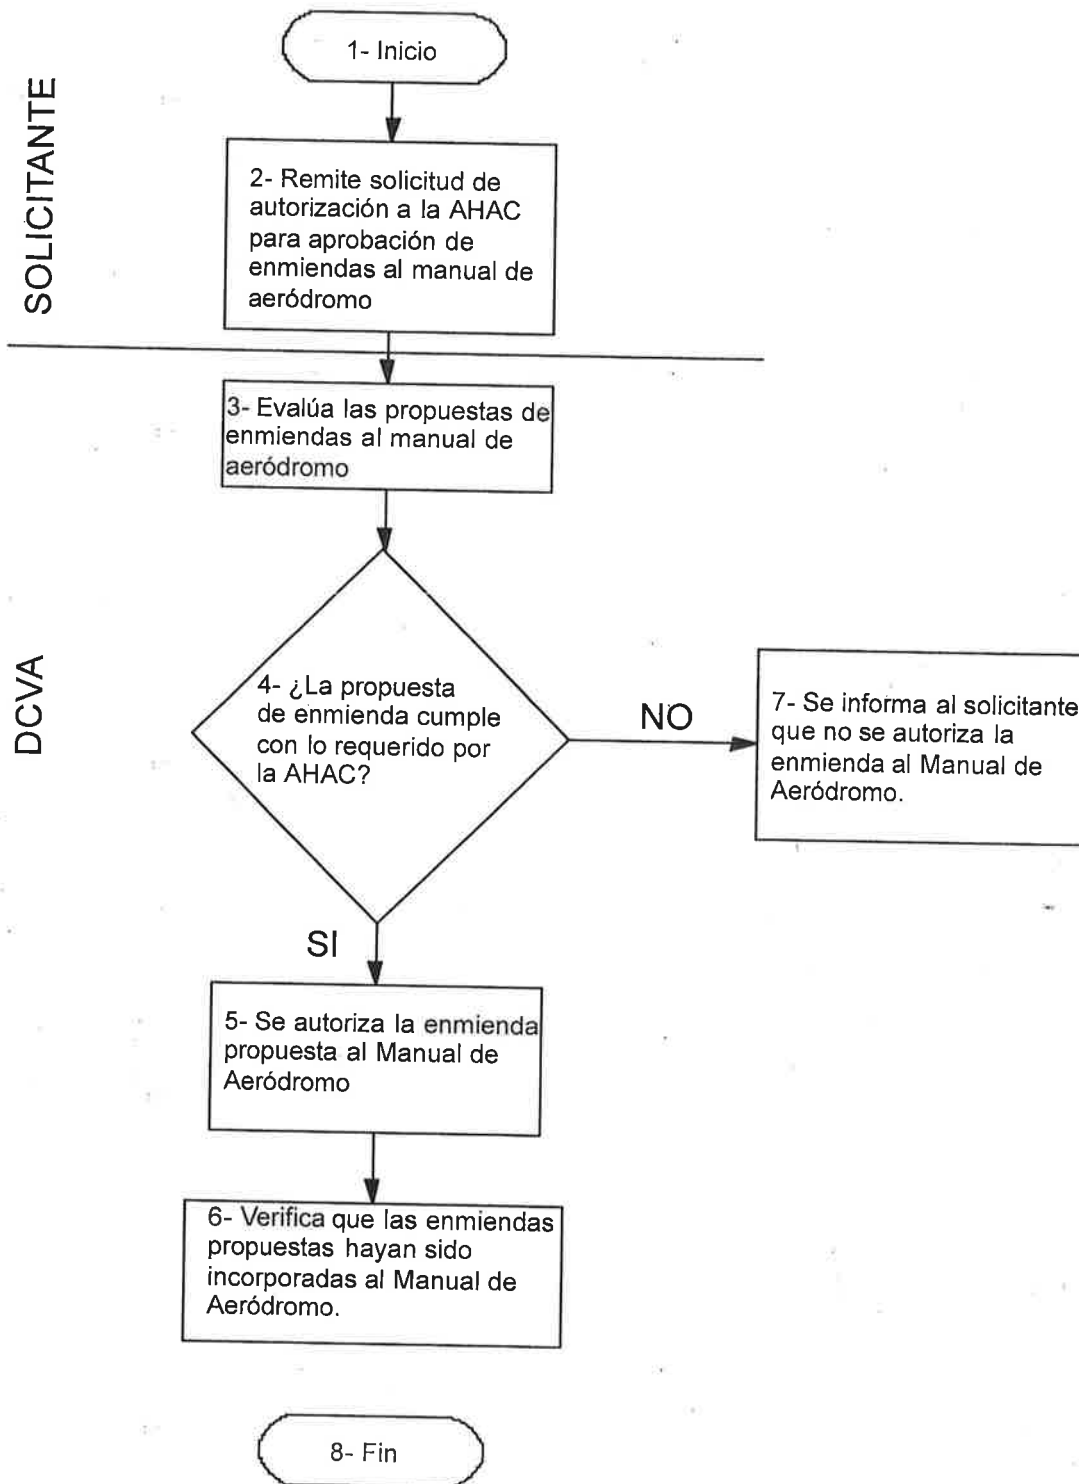 SOLICITANTE
1- Inicio
2- Remite solicitud de
autorización a la AHAC
para aprobación de
enmiendas al manual de
aeródromo
DCVA
3- Evalúa las propuestas de
enmiendas al manual de
aeródromo
4- ¿La propuesta
de enmienda cumple
con lo requerido por
la AHAC?
NO
7- Se informa al solicitante
que no se autoriza la
enmienda al Manual de
Aeródromo.
SI
5- Se autoriza la enmienda
propuesta al Manual de
Aeródromo
6- Verifica que las enmiendas
propuestas hayan sido
incorporadas al Manual de
Aeródromo.
8- Fin